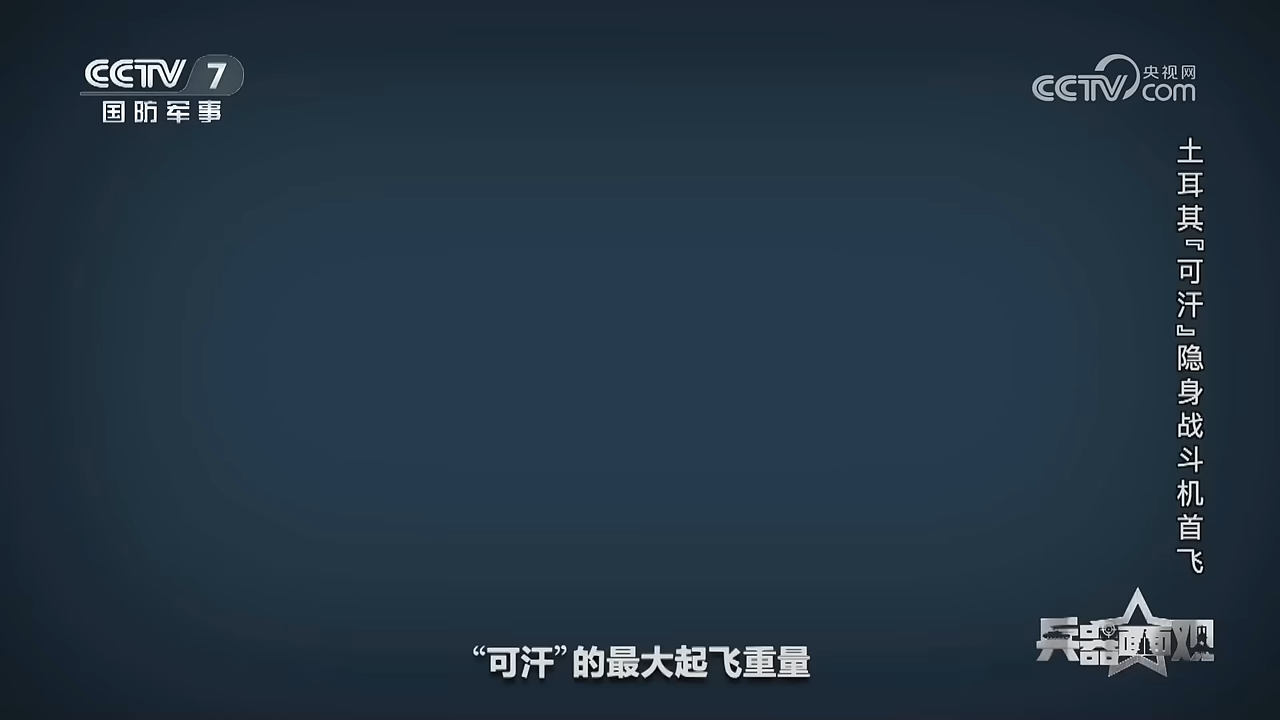 CCTV 7
国防军事
央视网
CCTV.com
土耳其『可汗』隐身战斗机首飞
兵器面面观
“可汗”的最大起飞重量